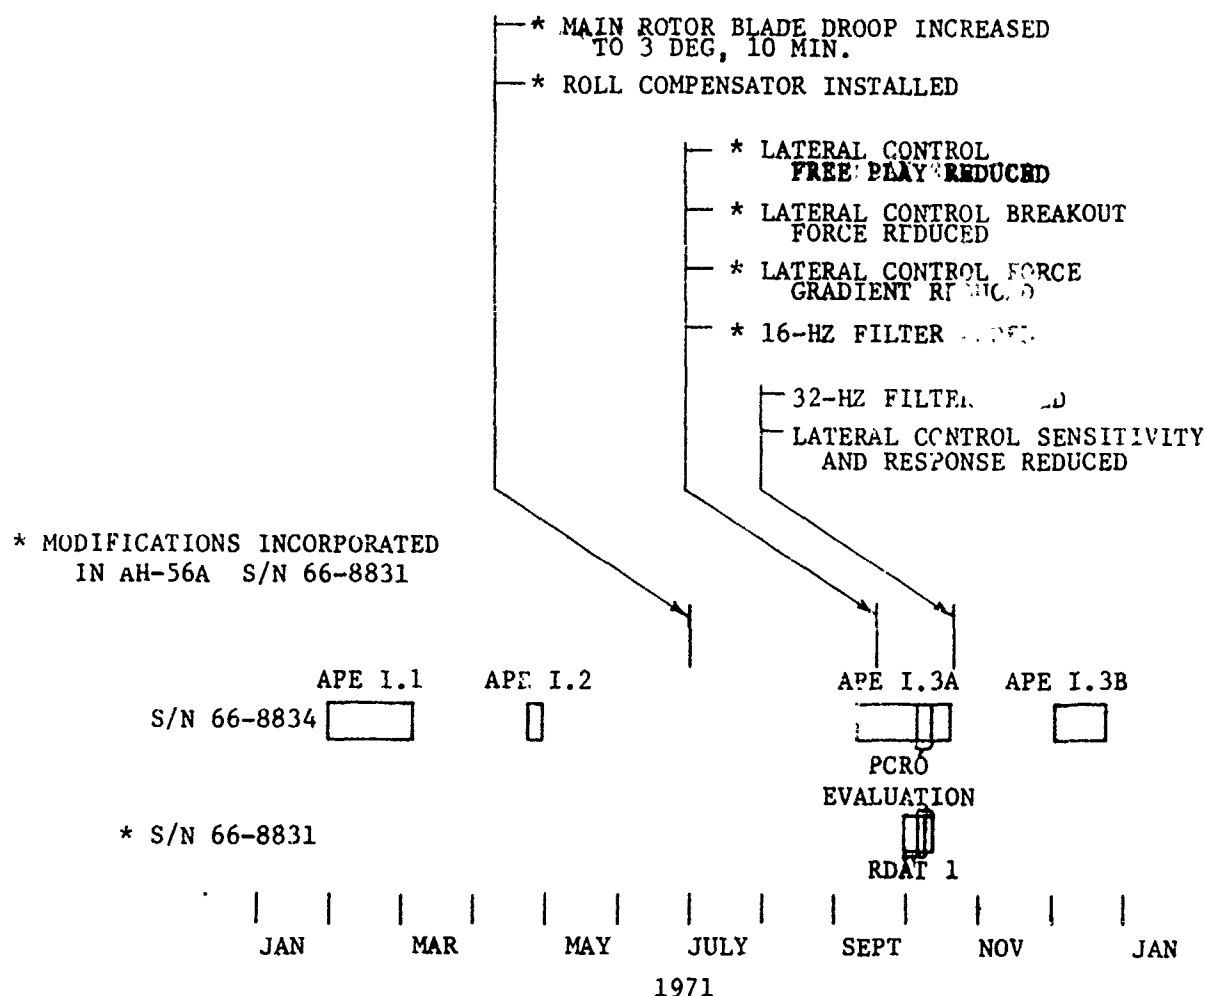 * MAIN ROTOR BLADE DROOP INCREASED
TO 3 DEG, 10 MIN.
* ROLL COMPENSATOR INSTALLED
* LATERAL CONTROL
FREE PLAY REDUCED
* LATERAL CONTROL BREAKOUT
FORCE REDUCED
* LATERAL CONTROL FORCE
GRADIENT REDUCED
* 16-HZ FILTER
32-HZ FILTER
LATERAL CONTROL SENSITIVITY
AND RESPONSE REDUCED
* MODIFICATIONS INCORPORATED
IN AH-56A S/N 66-8831
APE I.1 APE I.2 APE I.3A APE I.3B
S/N 66-8834
PCRO
EVALUATION
* S/N 66-8831
RDAT 1
JAN MAR MAY JULY SEPT NOV JAN
1971